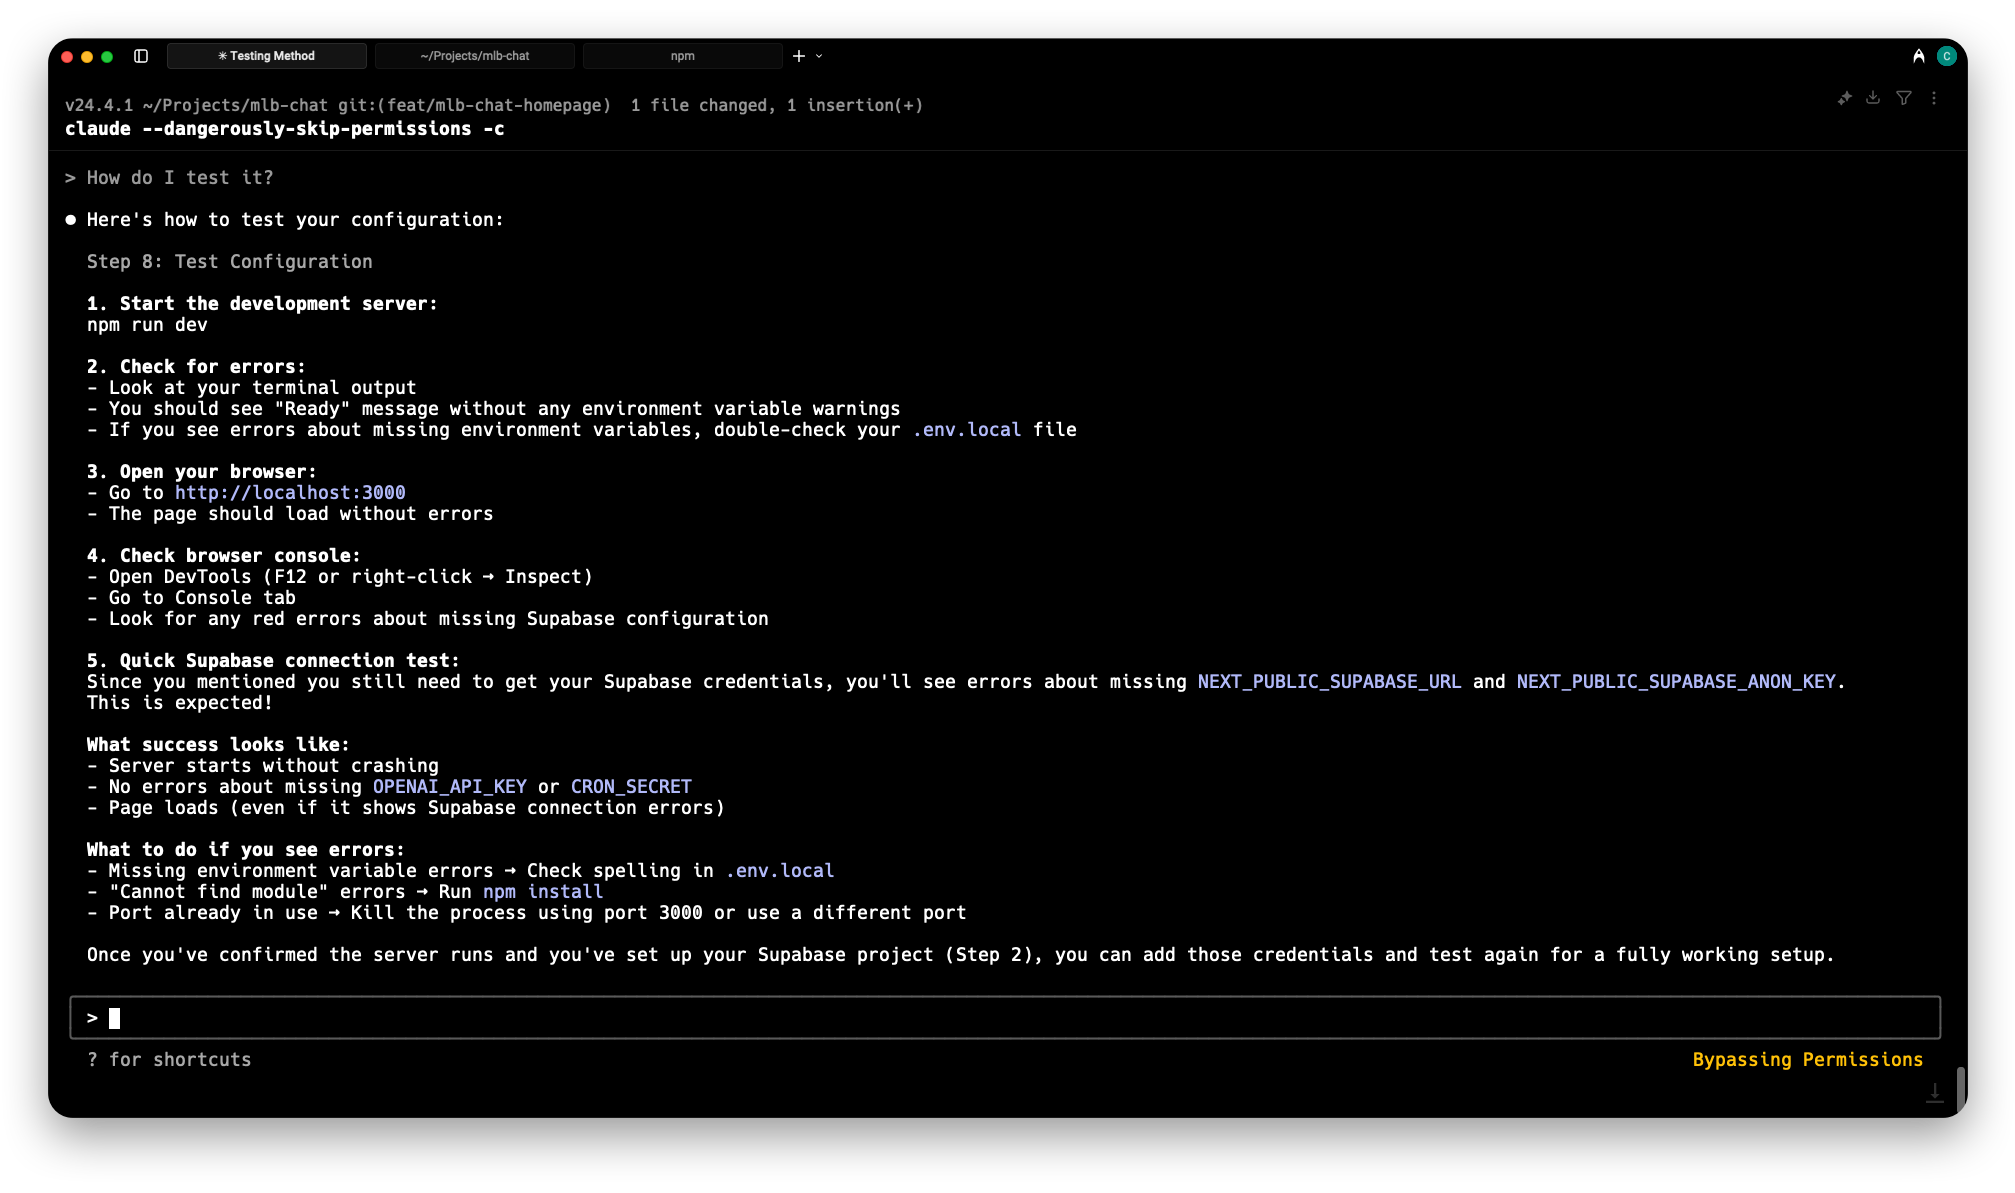 ✳ Testing Method
~/Projects/mlb-chat
npm
C
v24.4.1 ~/Projects/mlb-chat git:(feat/mlb-chat-homepage)  1 file changed, 1 insertion(+)
claude --dangerously-skip-permissions -c
> How do I test it?
● Here's how to test your configuration:
Step 8: Test Configuration
1. Start the development server:
npm run dev
2. Check for errors:
- Look at your terminal output
- You should see "Ready" message without any environment variable warnings
- If you see errors about missing environment variables, double-check your .env.local file
3. Open your browser:
- Go to http://localhost:3000
- The page should load without errors
4. Check browser console:
- Open DevTools (F12 or right-click → Inspect)
- Go to Console tab
- Look for any red errors about missing Supabase configuration
5. Quick Supabase connection test:
Since you mentioned you still need to get your Supabase credentials, you'll see errors about missing NEXT_PUBLIC_SUPABASE_URL and NEXT_PUBLIC_SUPABASE_ANON_KEY.
This is expected!
What success looks like:
- Server starts without crashing
- No errors about missing OPENAI_API_KEY or CRON_SECRET
- Page loads (even if it shows Supabase connection errors)
What to do if you see errors:
- Missing environment variable errors → Check spelling in .env.local
- "Cannot find module" errors → Run npm install
- Port already in use → Kill the process using port 3000 or use a different port
Once you've confirmed the server runs and you've set up your Supabase project (Step 2), you can add those credentials and test again for a fully working setup.
>
? for shortcuts
Bypassing Permissions